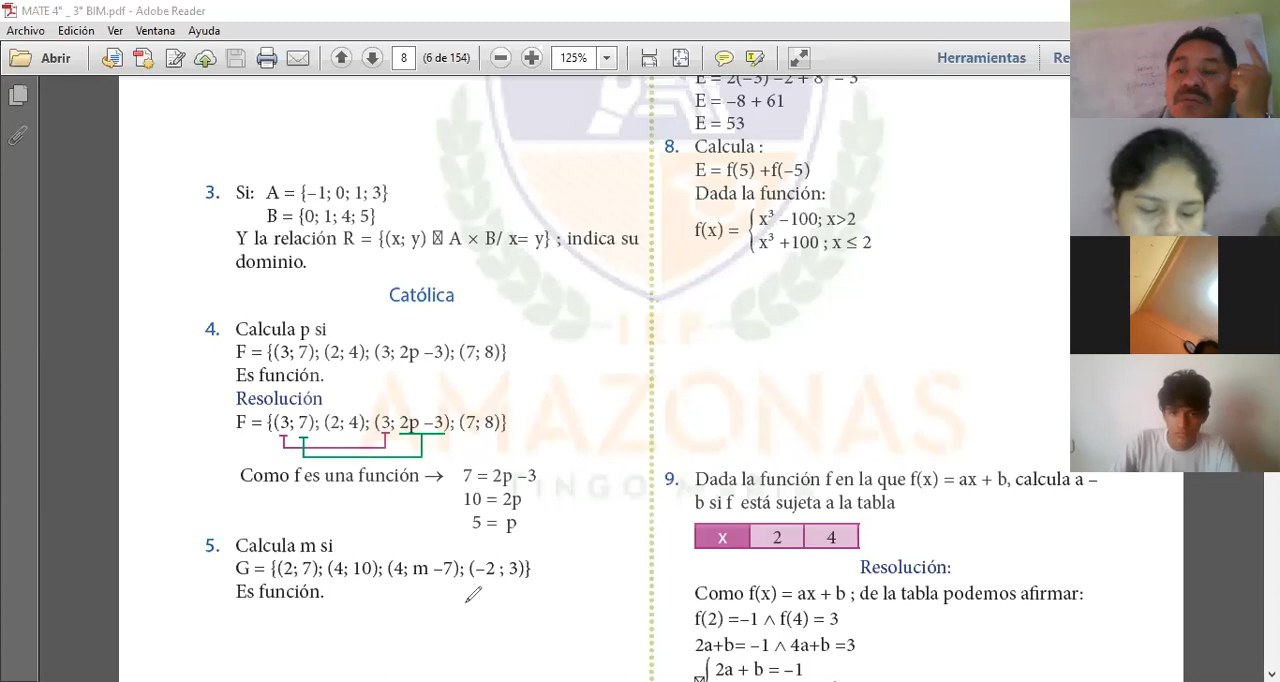 MATE 4° _ 3° BIM.pdf - Adobe Reader
Archivo Edición Ver Ventana Ayuda
Abrir 8 (6 de 154) 125% Herramientas
3. Si: A = {–1; 0; 1; 3}
B = {0; 1; 4; 5}
Y la relación R = {(x; y) A × B/ x= y} ; indica su
dominio.
Católica
4. Calcula p si
F = {(3; 7); (2; 4); (3; 2p –3); (7; 8)}
Es función.
Resolución
F = {(3; 7); (2; 4); (3; 2p –3); (7; 8)}
Como f es una función → 7 = 2p –3
10 = 2p
5 = p
5. Calcula m si
G = {(2; 7); (4; 10); (4; m –7); (–2 ; 3)}
Es función.
E = –8 + 61
E = 53
8. Calcula :
E = f(5) +f(–5)
Dada la función:
f(x) = { x³ –100; x>2
x³ +100 ; x ≤ 2
9. Dada la función f en la que f(x) = ax + b, calcula a –
b si f está sujeta a la tabla
x 2 4
Resolución:
Como f(x) = ax + b ; de la tabla podemos afirmar:
f(2) =–1 ∧ f(4) = 3
2a+b= –1 ∧ 4a+b =3
2a + b = –1
I E P
AMAZONAS
TINGO MARÍA